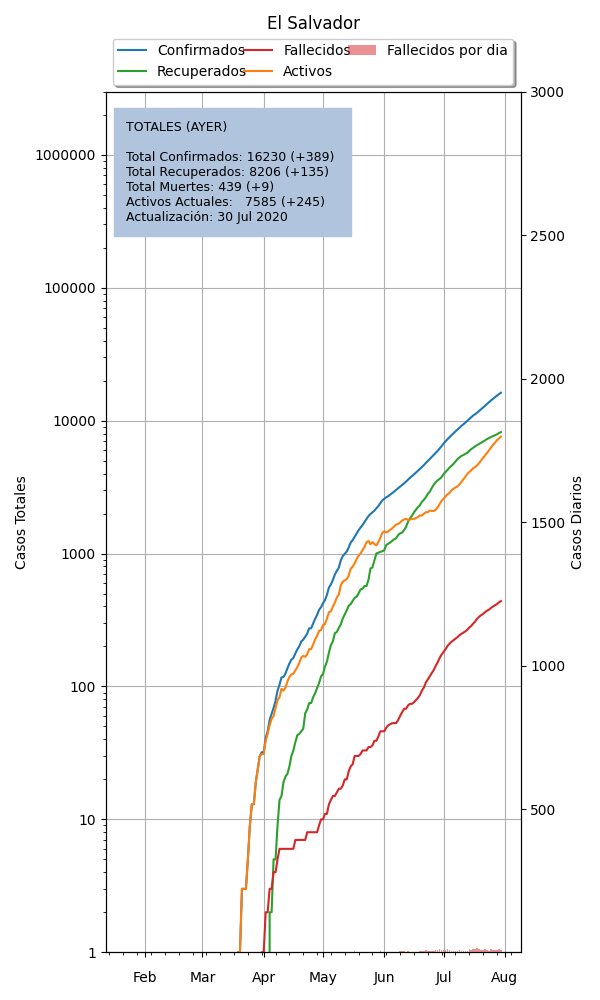 El Salvador
Confirmados Fallecidos Fallecidos por dia
Recuperados Activos
TOTALES (AYER)
Total Confirmados: 16230 (+389)
Total Recuperados: 8206 (+135)
Total Muertes: 439 (+9)
Activos Actuales: 7585 (+245)
Actualización: 30 Jul 2020
Casos Totales
1000000
100000
10000
1000
100
10
1
3000
2500
2000
1500
1000
500
Casos Diarios
Feb Mar Apr May Jun Jul Aug